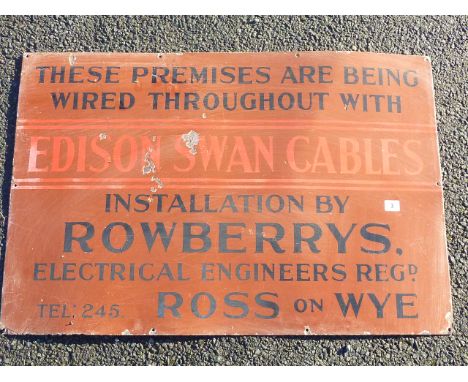 THESE PREMISES ARE BEING
WIRED THROUGHOUT WITH
EDISON SWAN CABLES
INSTALLATION BY
ROWBERRYS.
ELECTRICAL ENGINEERS REGD
TEL: 245. ROSS ON WYE